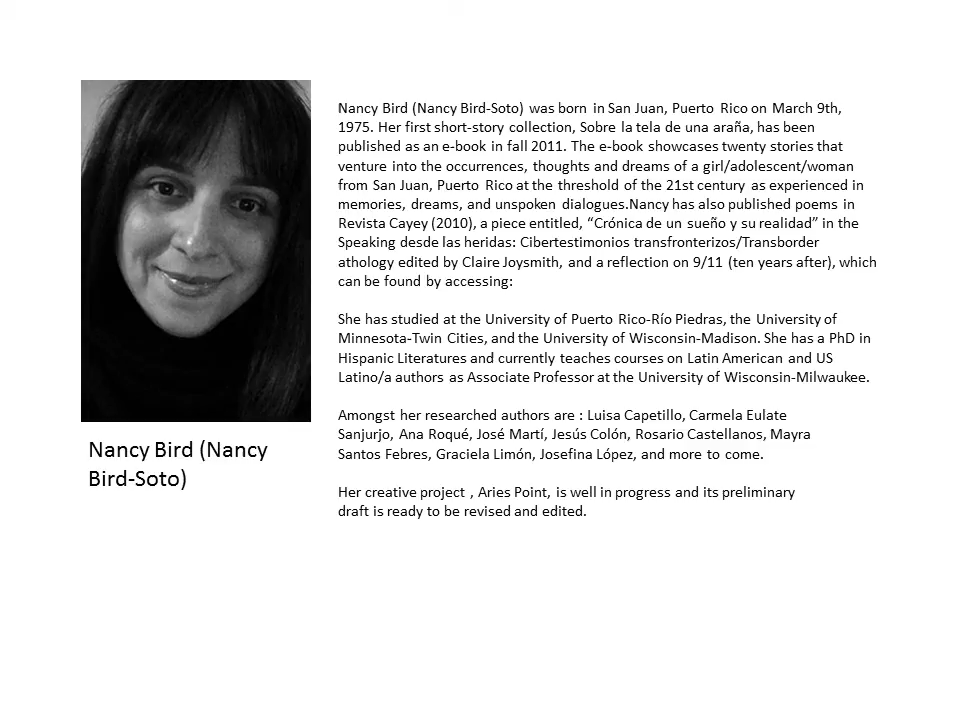 Nancy Bird (Nancy Bird-Soto) was born in San Juan, Puerto Rico on March 9th,
1975. Her first short-story collection, Sobre la tela de una araña, has been
published as an e-book in fall 2011. The e-book showcases twenty stories that
venture into the occurrences, thoughts and dreams of a girl/adolescent/woman
from San Juan, Puerto Rico at the threshold of the 21st century as experienced in
memories, dreams, and unspoken dialogues.Nancy has also published poems in
Revista Cayey (2010), a piece entitled, “Crónica de un sueño y su realidad” in the
Speaking desde las heridas: Cibertestimonios transfronterizos/Transborder
athology edited by Claire Joysmith, and a reflection on 9/11 (ten years after), which
can be found by accessing:
She has studied at the University of Puerto Rico-Río Piedras, the University of
Minnesota-Twin Cities, and the University of Wisconsin-Madison. She has a PhD in
Hispanic Literatures and currently teaches courses on Latin American and US
Latino/a authors as Associate Professor at the University of Wisconsin-Milwaukee.
Amongst her researched authors are : Luisa Capetillo, Carmela Eulate
Sanjurjo, Ana Roqué, José Martí, Jesús Colón, Rosario Castellanos, Mayra
Santos Febres, Graciela Limón, Josefina López, and more to come.
Her creative project , Aries Point, is well in progress and its preliminary
draft is ready to be revised and edited.
Nancy Bird (Nancy
Bird-Soto)